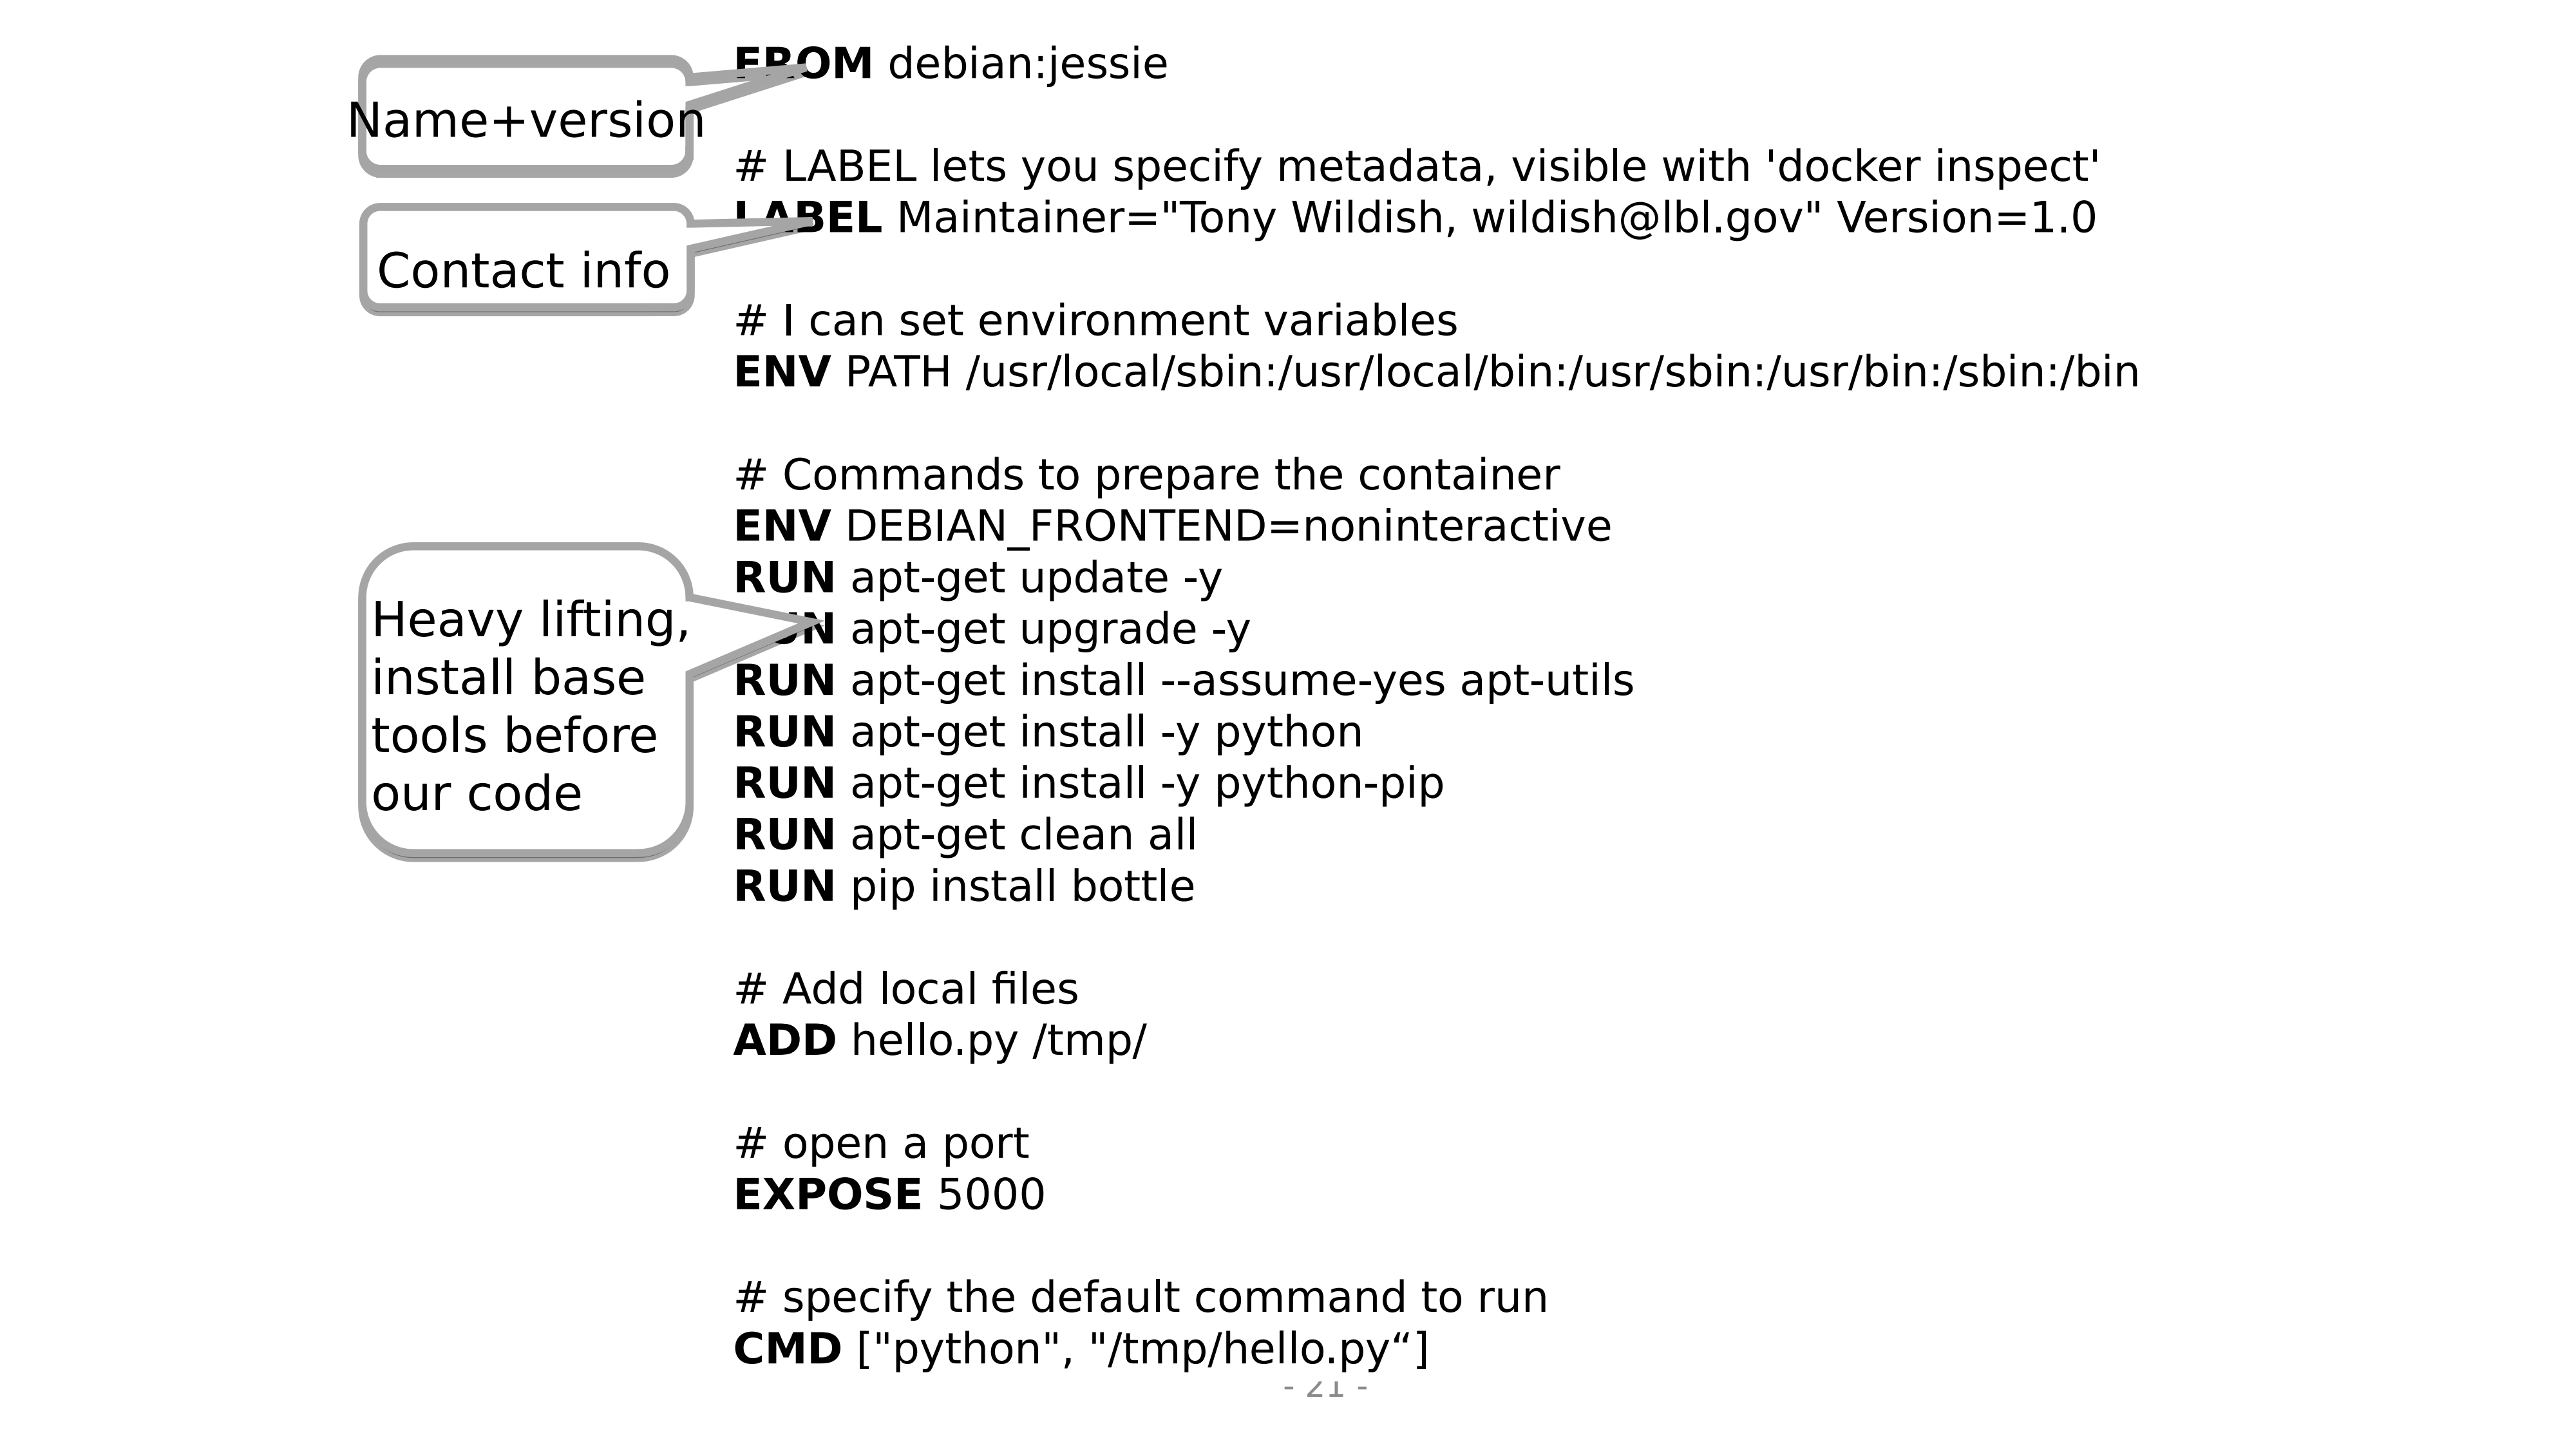 Name+version
Contact info
Heavy lifting,
install base
tools before
our code
FROM debian:jessie
# LABEL lets you specify metadata, visible with 'docker inspect'
LABEL Maintainer="Tony Wildish, wildish@lbl.gov" Version=1.0
# I can set environment variables
ENV PATH /usr/local/sbin:/usr/local/bin:/usr/sbin:/usr/bin:/sbin:/bin
# Commands to prepare the container
ENV DEBIAN_FRONTEND=noninteractive
RUN apt-get update -y
RUN apt-get upgrade -y
RUN apt-get install --assume-yes apt-utils
RUN apt-get install -y python
RUN apt-get install -y python-pip
RUN apt-get clean all
RUN pip install bottle
# Add local files
ADD hello.py /tmp/
# open a port
EXPOSE 5000
# specify the default command to run
CMD ["python", "/tmp/hello.py“]
- 21 -